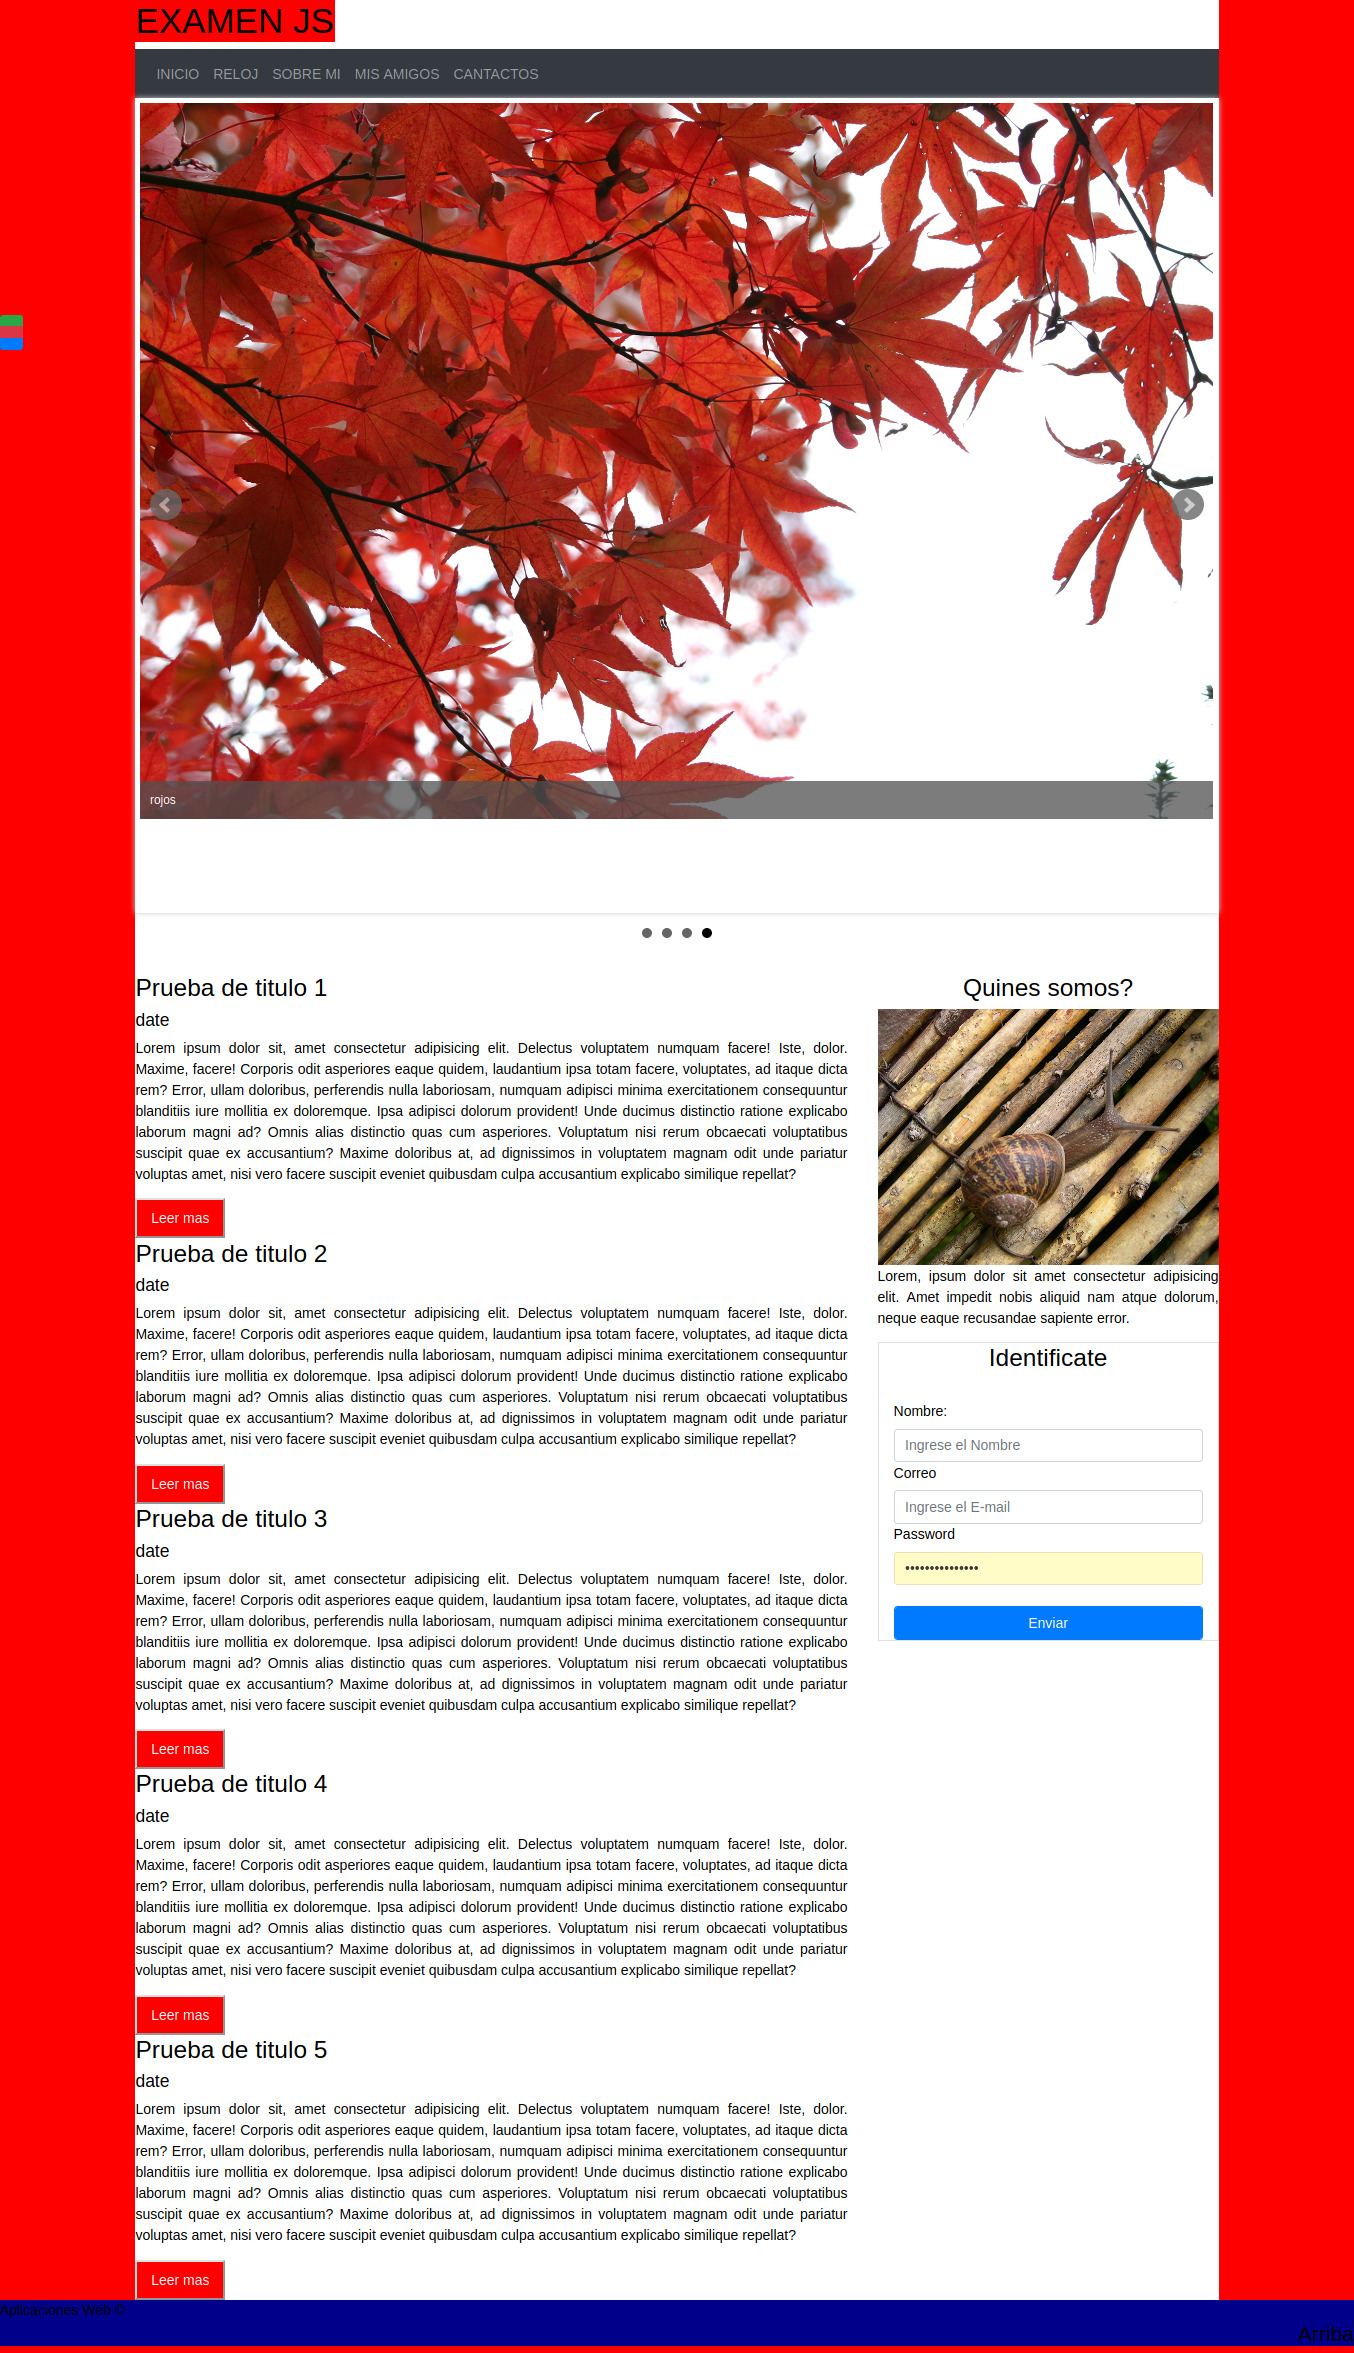 EXAMEN JS
INICIO RELOJ SOBRE MI MIS AMIGOS CANTACTOS
rojos
Prueba de titulo 1
date
Lorem ipsum dolor sit, amet consectetur adipisicing elit. Delectus voluptatem numquam facere! Iste, dolor.
Maxime, facere! Corporis odit asperiores eaque quidem, laudantium ipsa totam facere, voluptates, ad itaque dicta
rem? Error, ullam doloribus, perferendis nulla laboriosam, numquam adipisci minima exercitationem consequuntur
blanditiis iure mollitia ex doloremque. Ipsa adipisci dolorum provident! Unde ducimus distinctio ratione explicabo
laborum magni ad? Omnis alias distinctio quas cum asperiores. Voluptatum nisi rerum obcaecati voluptatibus
suscipit quae ex accusantium? Maxime doloribus at, ad dignissimos in voluptatem magnam odit unde pariatur
voluptas amet, nisi vero facere suscipit eveniet quibusdam culpa accusantium explicabo similique repellat?
Leer mas
Prueba de titulo 2
date
Lorem ipsum dolor sit, amet consectetur adipisicing elit. Delectus voluptatem numquam facere! Iste, dolor.
Maxime, facere! Corporis odit asperiores eaque quidem, laudantium ipsa totam facere, voluptates, ad itaque dicta
rem? Error, ullam doloribus, perferendis nulla laboriosam, numquam adipisci minima exercitationem consequuntur
blanditiis iure mollitia ex doloremque. Ipsa adipisci dolorum provident! Unde ducimus distinctio ratione explicabo
laborum magni ad? Omnis alias distinctio quas cum asperiores. Voluptatum nisi rerum obcaecati voluptatibus
suscipit quae ex accusantium? Maxime doloribus at, ad dignissimos in voluptatem magnam odit unde pariatur
voluptas amet, nisi vero facere suscipit eveniet quibusdam culpa accusantium explicabo similique repellat?
Leer mas
Prueba de titulo 3
date
Lorem ipsum dolor sit, amet consectetur adipisicing elit. Delectus voluptatem numquam facere! Iste, dolor.
Maxime, facere! Corporis odit asperiores eaque quidem, laudantium ipsa totam facere, voluptates, ad itaque dicta
rem? Error, ullam doloribus, perferendis nulla laboriosam, numquam adipisci minima exercitationem consequuntur
blanditiis iure mollitia ex doloremque. Ipsa adipisci dolorum provident! Unde ducimus distinctio ratione explicabo
laborum magni ad? Omnis alias distinctio quas cum asperiores. Voluptatum nisi rerum obcaecati voluptatibus
suscipit quae ex accusantium? Maxime doloribus at, ad dignissimos in voluptatem magnam odit unde pariatur
voluptas amet, nisi vero facere suscipit eveniet quibusdam culpa accusantium explicabo similique repellat?
Leer mas
Prueba de titulo 4
date
Lorem ipsum dolor sit, amet consectetur adipisicing elit. Delectus voluptatem numquam facere! Iste, dolor.
Maxime, facere! Corporis odit asperiores eaque quidem, laudantium ipsa totam facere, voluptates, ad itaque dicta
rem? Error, ullam doloribus, perferendis nulla laboriosam, numquam adipisci minima exercitationem consequuntur
blanditiis iure mollitia ex doloremque. Ipsa adipisci dolorum provident! Unde ducimus distinctio ratione explicabo
laborum magni ad? Omnis alias distinctio quas cum asperiores. Voluptatum nisi rerum obcaecati voluptatibus
suscipit quae ex accusantium? Maxime doloribus at, ad dignissimos in voluptatem magnam odit unde pariatur
voluptas amet, nisi vero facere suscipit eveniet quibusdam culpa accusantium explicabo similique repellat?
Leer mas
Prueba de titulo 5
date
Lorem ipsum dolor sit, amet consectetur adipisicing elit. Delectus voluptatem numquam facere! Iste, dolor.
Maxime, facere! Corporis odit asperiores eaque quidem, laudantium ipsa totam facere, voluptates, ad itaque dicta
rem? Error, ullam doloribus, perferendis nulla laboriosam, numquam adipisci minima exercitationem consequuntur
blanditiis iure mollitia ex doloremque. Ipsa adipisci dolorum provident! Unde ducimus distinctio ratione explicabo
laborum magni ad? Omnis alias distinctio quas cum asperiores. Voluptatum nisi rerum obcaecati voluptatibus
suscipit quae ex accusantium? Maxime doloribus at, ad dignissimos in voluptatem magnam odit unde pariatur
voluptas amet, nisi vero facere suscipit eveniet quibusdam culpa accusantium explicabo similique repellat?
Leer mas
Quines somos?
Lorem, ipsum dolor sit amet consectetur adipisicing
elit. Amet impedit nobis aliquid nam atque dolorum,
neque eaque recusandae sapiente error.
Identificate
Nombre:
Ingrese el Nombre
Correo
Ingrese el E-mail
Password
•••••••••••••••
Enviar
Aplicaciones Web ©
Arriba